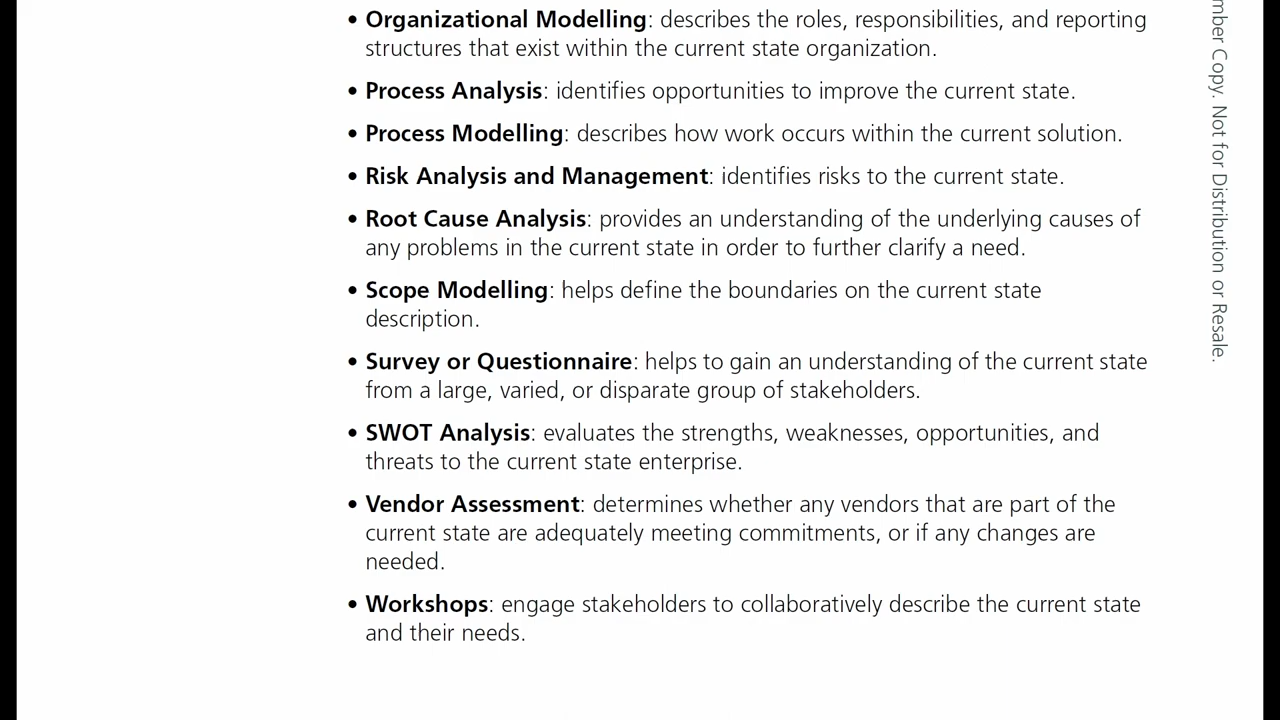 • Organizational Modelling: describes the roles, responsibilities, and reporting
structures that exist within the current state organization.
• Process Analysis: identifies opportunities to improve the current state.
• Process Modelling: describes how work occurs within the current solution.
• Risk Analysis and Management: identifies risks to the current state.
• Root Cause Analysis: provides an understanding of the underlying causes of
any problems in the current state in order to further clarify a need.
• Scope Modelling: helps define the boundaries on the current state
description.
• Survey or Questionnaire: helps to gain an understanding of the current state
from a large, varied, or disparate group of stakeholders.
• SWOT Analysis: evaluates the strengths, weaknesses, opportunities, and
threats to the current state enterprise.
• Vendor Assessment: determines whether any vendors that are part of the
current state are adequately meeting commitments, or if any changes are
needed.
• Workshops: engage stakeholders to collaboratively describe the current state
and their needs.
Copy. Not for Distribution or Resale.